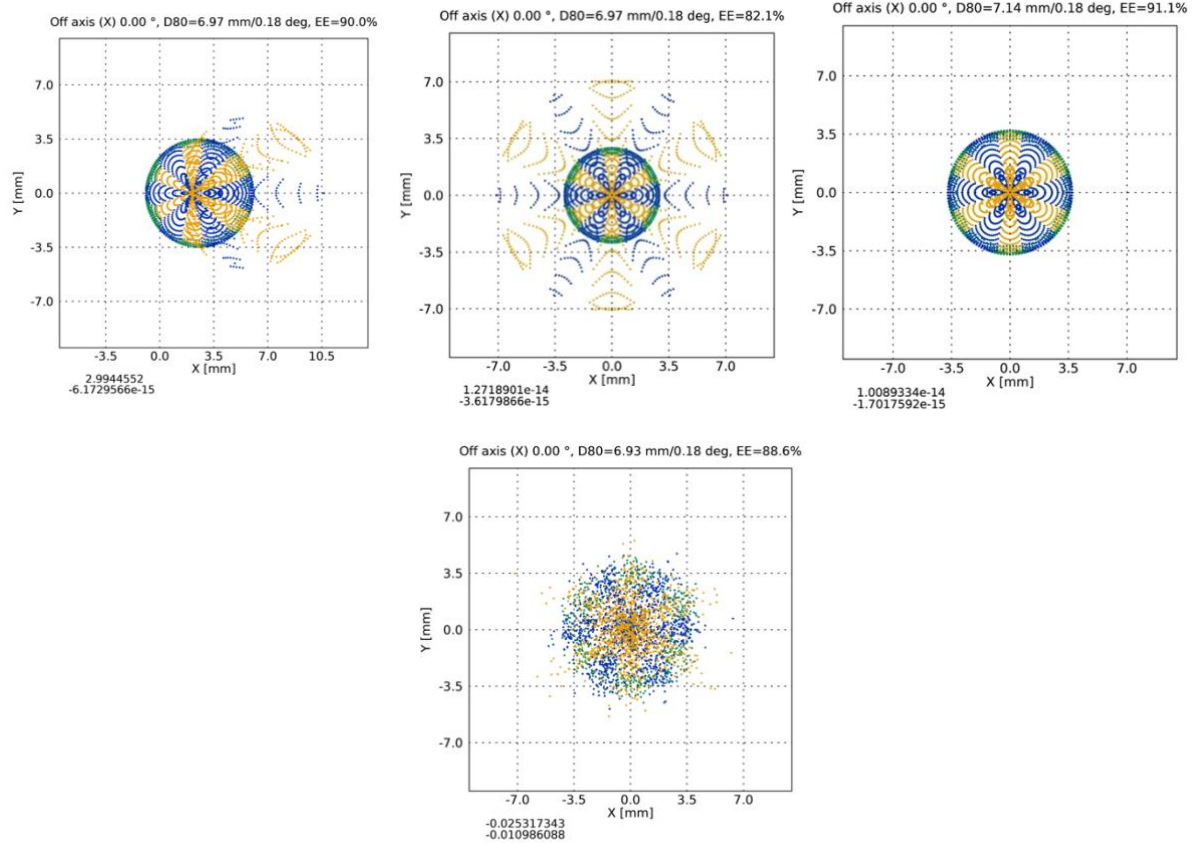 Off axis (X) 0.00 °, D80=6.97 mm/0.18 deg, EE=90.0%
7.0
3.5
0.0
-3.5
-7.0
Y [mm]
-3.5 0.0 3.5 7.0 10.5
X [mm]
2.9944552
-6.1729566e-15
Off axis (X) 0.00 °, D80=6.97 mm/0.18 deg, EE=82.1%
7.0
3.5
0.0
-3.5
-7.0
Y [mm]
-7.0 -3.5 0.0 3.5 7.0
X [mm]
1.2718901e-14
-3.6179866e-15
Off axis (X) 0.00 °, D80=7.14 mm/0.18 deg, EE=91.1%
7.0
3.5
0.0
-3.5
-7.0
Y [mm]
-7.0 -3.5 0.0 3.5 7.0
X [mm]
1.0089334e-14
-1.7017592e-15
Off axis (X) 0.00 °, D80=6.93 mm/0.18 deg, EE=88.6%
7.0
3.5
0.0
-3.5
-7.0
Y [mm]
-7.0 -3.5 0.0 3.5 7.0
X [mm]
-0.025317343
-0.010986088